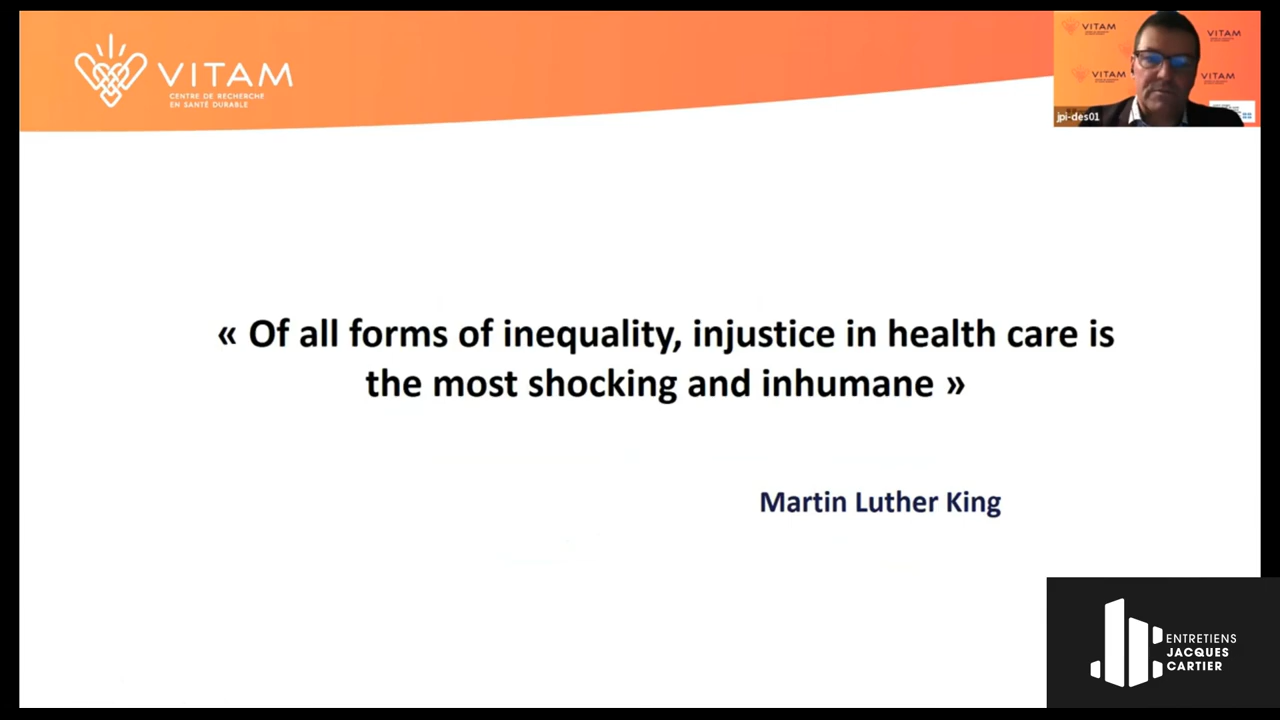 VITAM
CENTRE DE RECHERCHE
EN SANTÉ DURABLE
VITAM
VITAM
VITAM
VITAM
jpi-des01
« Of all forms of inequality, injustice in health care is
the most shocking and inhumane »
Martin Luther King
ENTRETIENS
JACQUES
CARTIER